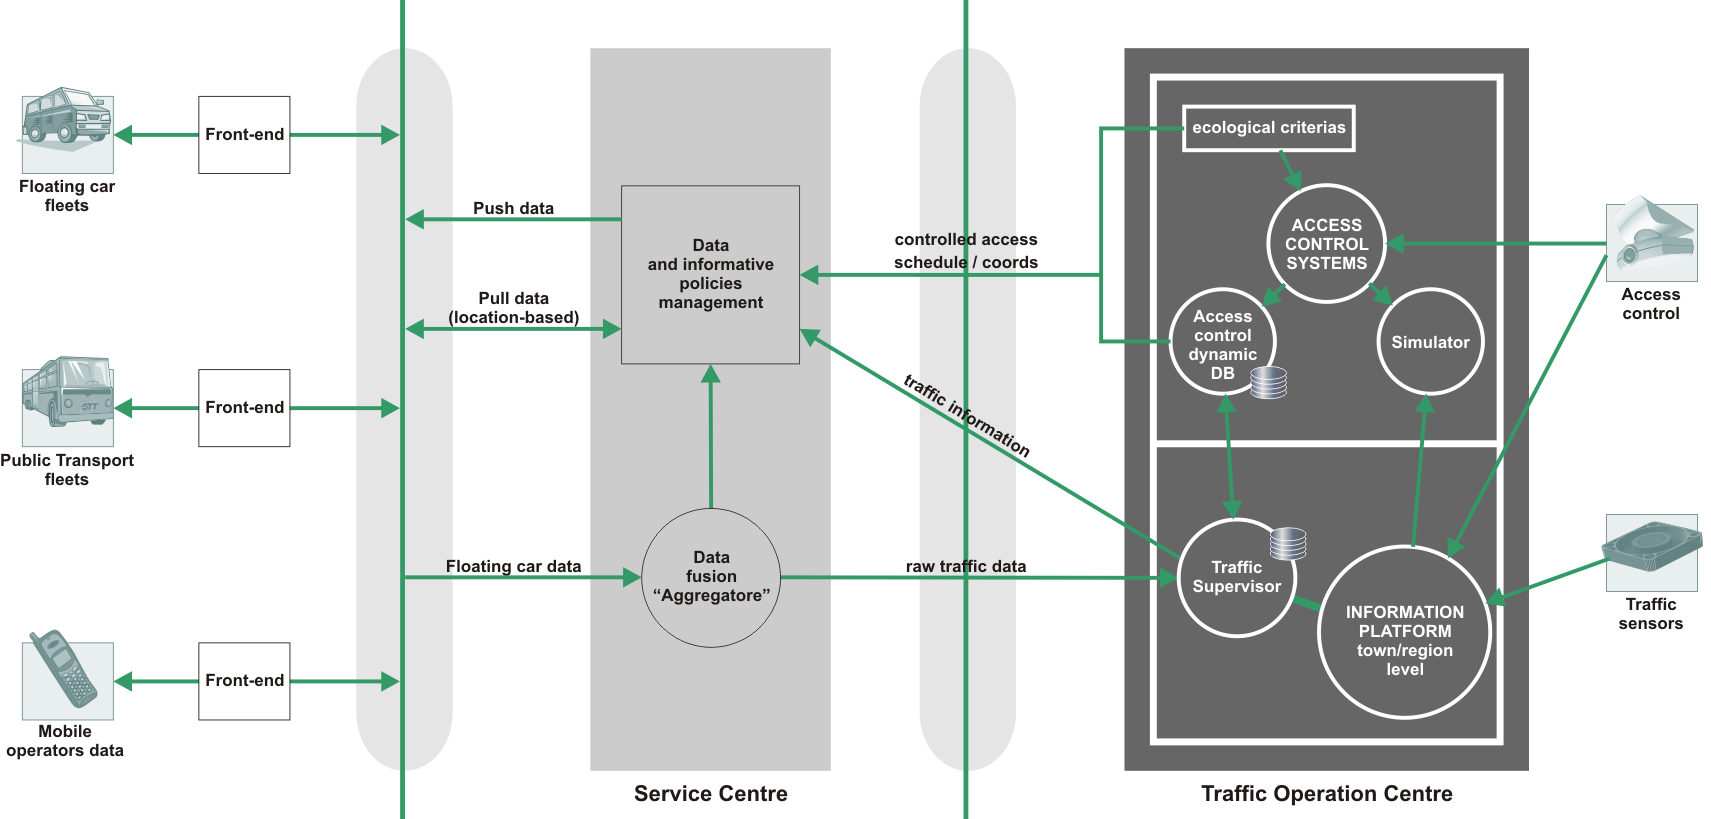 Floating car
fleets
Front-end
Public Transport
fleets
Front-end
STT
Mobile
operators data
Front-end
Push data
Pull data
(location-based)
Floating car data
Data
and informative
policies
management
Data
fusion
“Aggregatore”
Service Centre
controlled access
schedule / coords
traffic information
raw traffic data
ecological criterias
ACCESS
CONTROL
SYSTEMS
Access
control
dynamic
DB
Simulator
Traffic
Supervisor
INFORMATION
PLATFORM
town/region
level
Traffic Operation Centre
Access
control
Traffic
sensors